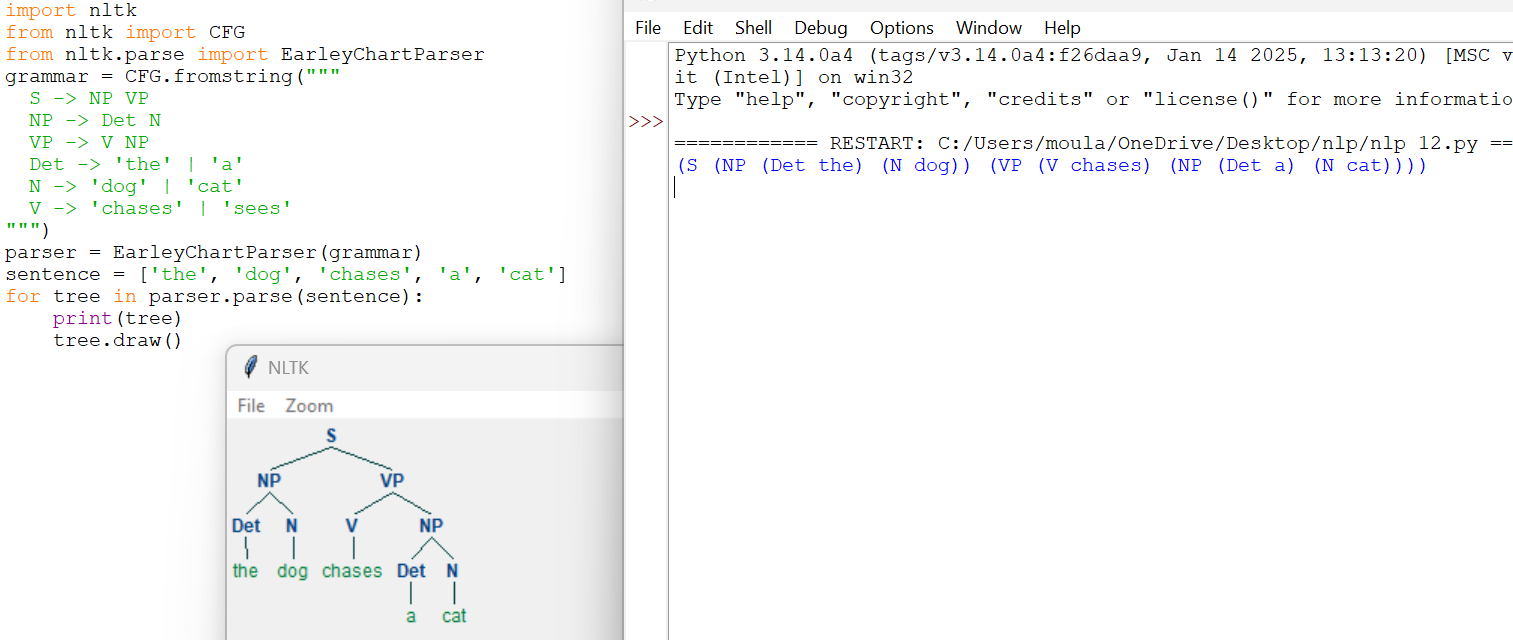 import nltk
from nltk import CFG
from nltk.parse import EarleyChartParser
grammar = CFG.fromstring("""
  S -> NP VP
  NP -> Det N
  VP -> V NP
  Det -> 'the' | 'a'
  N -> 'dog' | 'cat'
  V -> 'chases' | 'sees'
""")
parser = EarleyChartParser(grammar)
sentence = ['the', 'dog', 'chases', 'a', 'cat']
for tree in parser.parse(sentence):
    print(tree)
    tree.draw()
NLTK
File Zoom
S
NP VP
Det N V NP
the dog chases Det N
a cat
File Edit Shell Debug Options Window Help
Python 3.14.0a4 (tags/v3.14.0a4:f26daa9, Jan 14 2025, 13:13:20) [MSC v
it (Intel)] on win32
Type "help", "copyright", "credits" or "license()" for more informatio
>>>
============ RESTART: C:/Users/moula/OneDrive/Desktop/nlp/nlp 12.py ==
(S (NP (Det the) (N dog)) (VP (V chases) (NP (Det a) (N cat))))